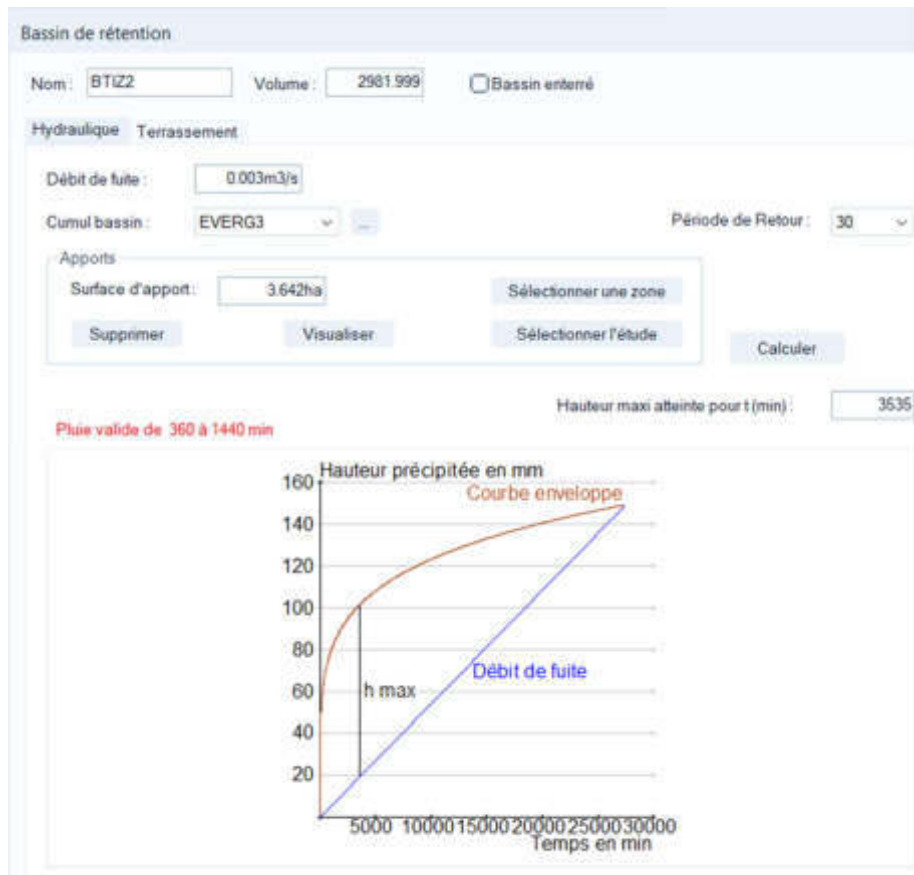 Bassin de rétention
Nom : BTIZ2 Volume : 2981.999 Bassin enterré
Hydraulique Terrassement
Débit de fuite : 0.003m3/s
Cumul bassin : EVERG3 ... Période de Retour : 30
Apports
Surface d'apport : 3.642ha Sélectionner une zone
Supprimer Visualiser Sélectionner l'étude
Calculer
Hauteur maxi atteinte pour t (min) : 3635
Pluie valide de 360 à 1440 min
Hauteur précipitée en mm
160
Courbe enveloppe
140
120
100
80
Débit de fuite
60 h max
40
20
5000 10000 15000 20000 25000 30000
Temps en min